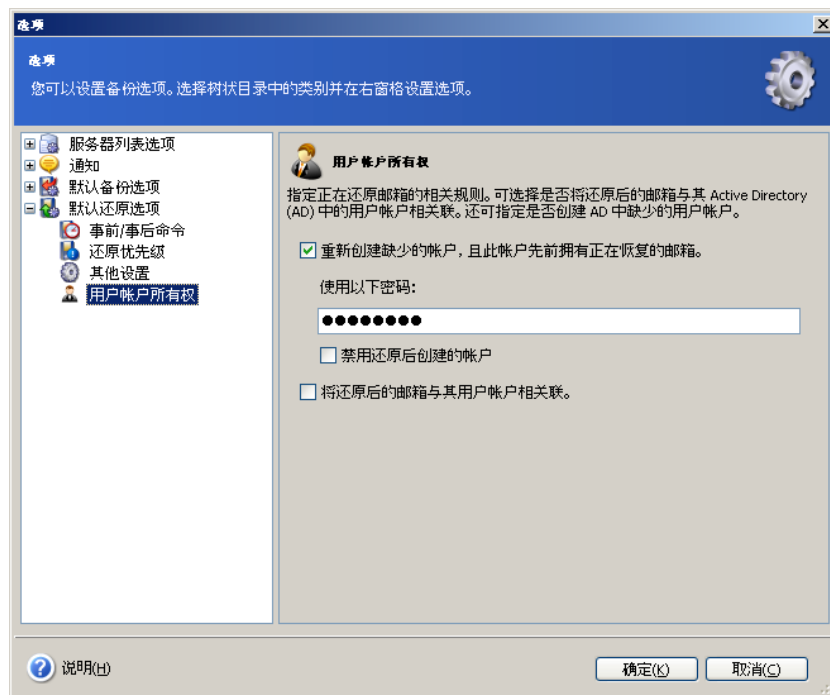 选项
选项
您可以设置备份选项。选择树状目录中的类别并在右窗格设置选项。
服务器列表选项
通知
默认备份选项
默认还原选项
事前/事后命令
还原优先级
其他设置
用户帐户所有权
用户帐户所有权
指定正在还原邮箱的相关规则。可选择是否将还原后的邮箱与其 Active Directory
(AD) 中的用户帐户相关联。还可指定是否创建 AD 中缺少的用户帐户。
重新创建缺少的帐户，且此帐户先前拥有正在恢复的邮箱。
使用以下密码：
●●●●●●●●
禁用还原后创建的帐户
将还原后的邮箱与其用户帐户相关联。
说明(H)
确定(K)
取消(C)